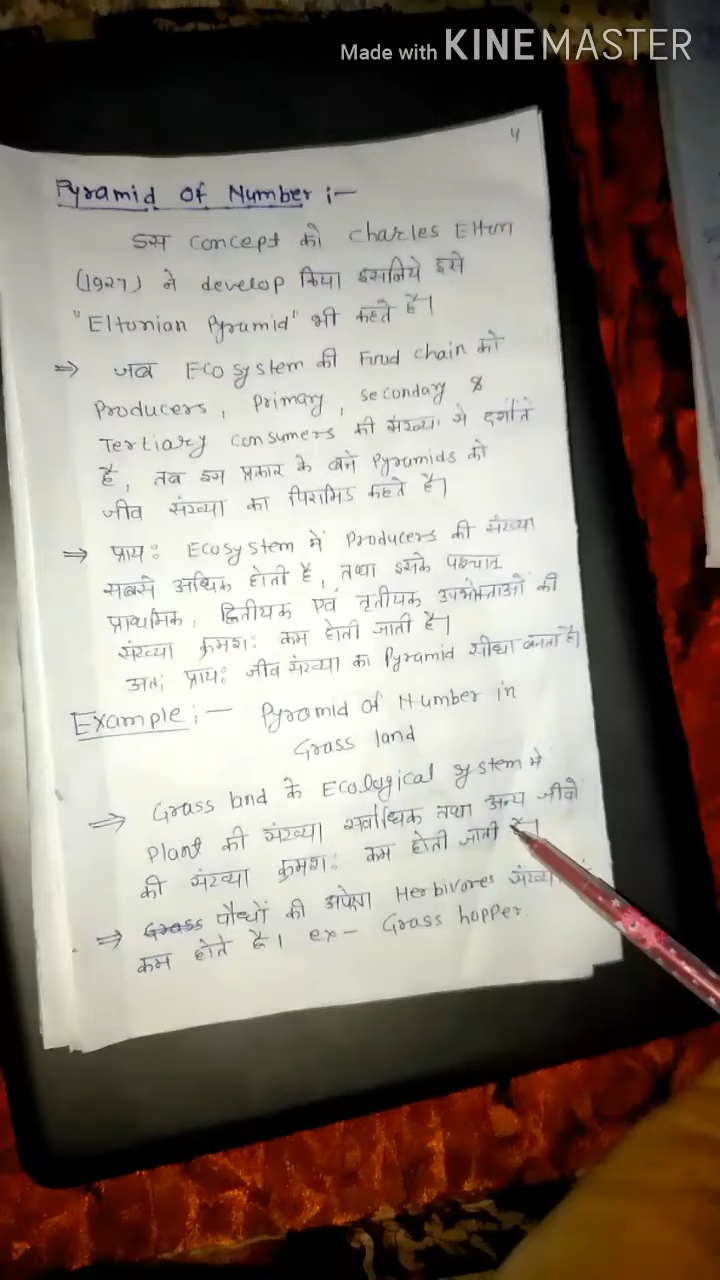 Made with KINEMASTER
4
Pyramid of Number :-
इस concept को Charles Elton
(1927) ने develop किया इसलिये इसे
"Eltonian Pyramid" भी कहते है।
⇒ जब Ecosystem की Food chain को
Producers, Primary, Secondary &
Tertiary consumers की संख्या से दर्शाते
है, तब इस प्रकार के बने Pyramids को
जीव संख्या का पिरामिड कहते है।
⇒ प्राय: Ecosystem में Producers की संख्या
सबसे अधिक होती है, तथा इसके पश्चात्
प्राथमिक, द्वितीयक एवं तृतीयक उपभोक्ताओं की
संख्या क्रमश: कम होती जाती है।
अत: प्राय: जीव संख्या का Pyramid सीधा बनता है।
Example :- Pyramid of Number in
Grass land
⇒ Grass land के Ecological system मे
Plant की संख्या सर्वाधिक तथा अन्य जीवो
की संख्या क्रमश: कम होती जाती है।
⇒ Grass पौधों की अपेक्षा Herbivores संख्या
कम होते है। ex- Grass hopper.